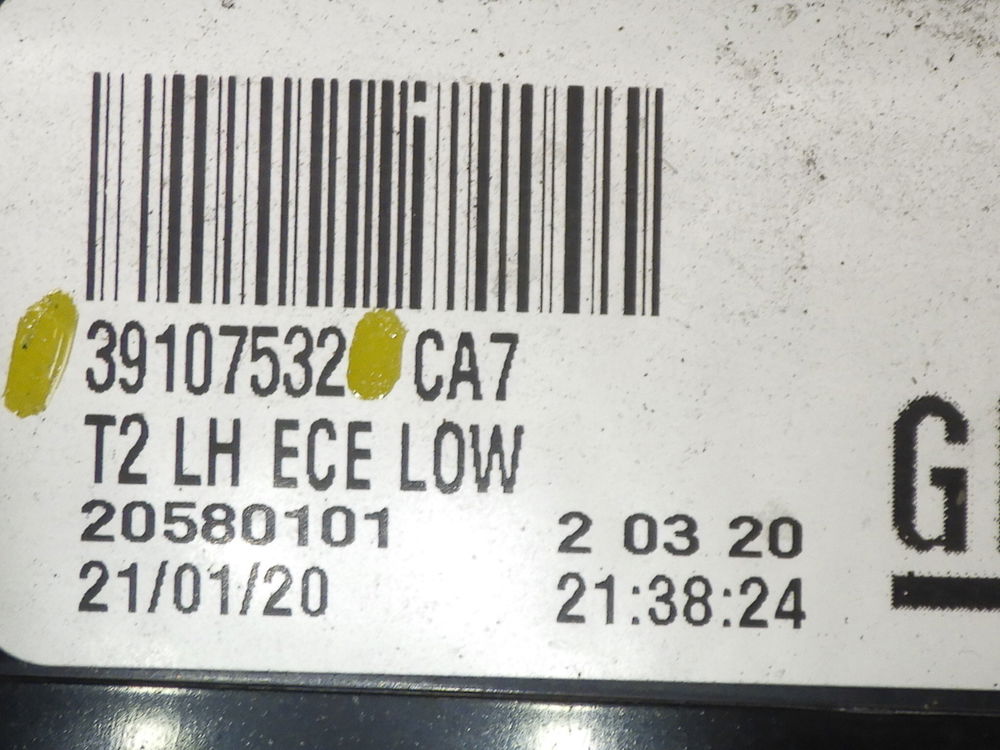 39107532 CA7
T2 LH ECE LOW
20580101 2 03 20
21/01/20 21:38:24
G